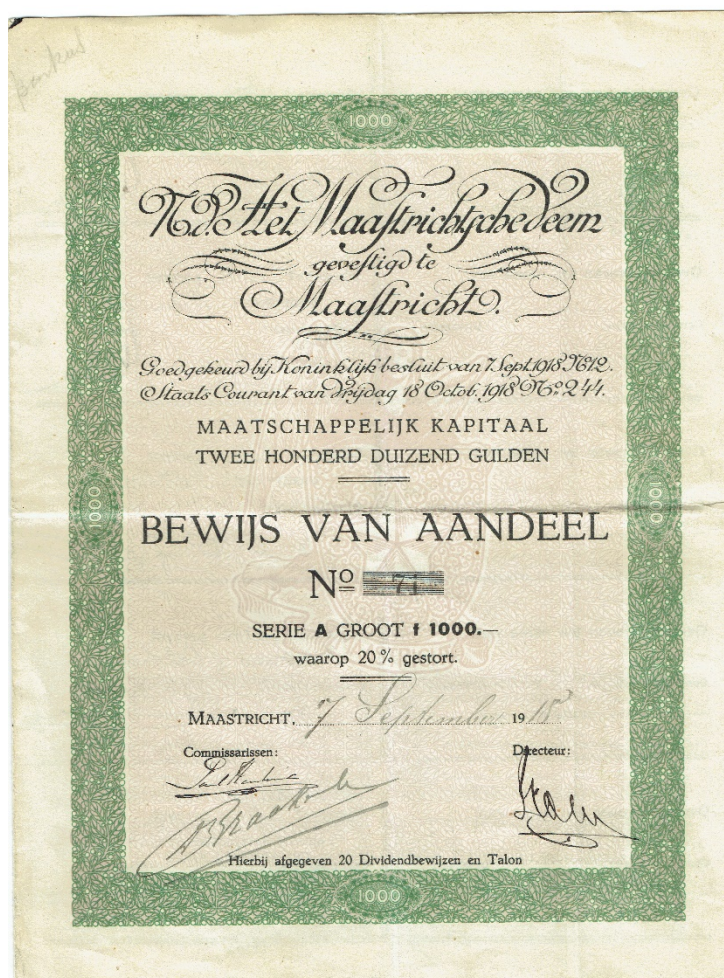 1000
N.V. Het Maastrichtsche Veem
gevestigd te
Maastricht.
Goedgekeurd bij Koninklijk besluit van 7 Sept. 1918 No 12.
Staats Courant van Vrijdag 18 Octob. 1918 No. 244.
MAATSCHAPPELIJK KAPITAAL
TWEE HONDERD DUIZEND GULDEN
1000
1000
BEWIJS VAN AANDEEL
No 71
SERIE A GROOT f 1000.—
waarop 20% gestort.
MAASTRICHT, 7 September 1918
Commissarissen:
Directeur:
Hierbij afgegeven 20 Dividendbewijzen en Talon
1000